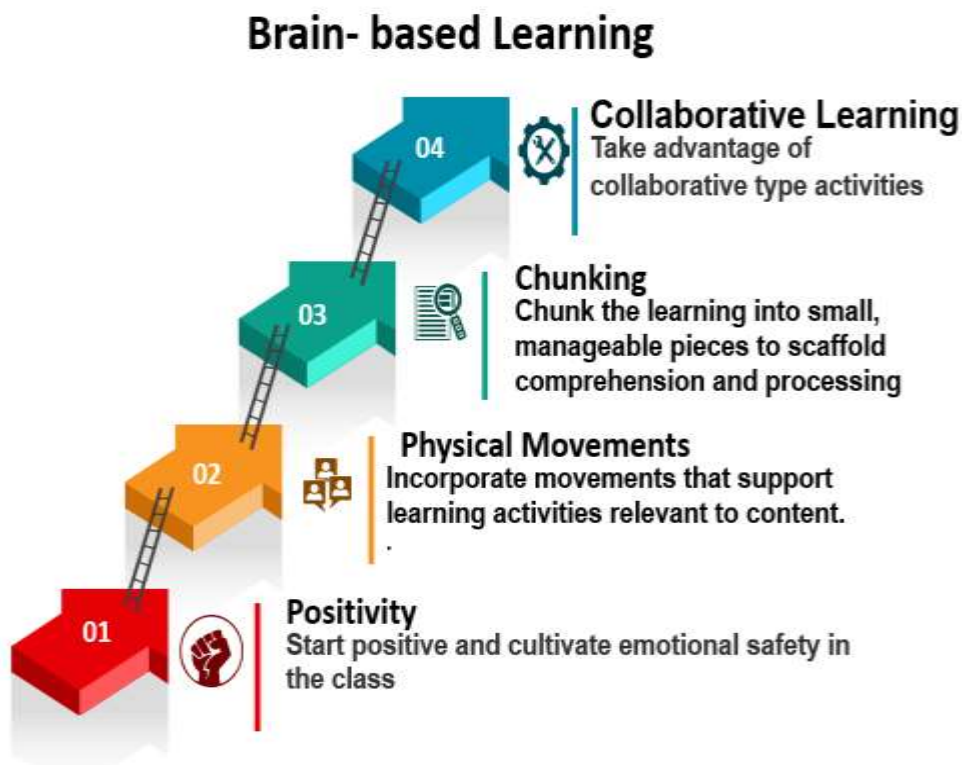 Brain- based Learning
04
Collaborative Learning
Take advantage of
collaborative type activities
03
Chunking
Chunk the learning into small,
manageable pieces to scaffold
comprehension and processing
02
Physical Movements
Incorporate movements that support
learning activities relevant to content.
.
01
Positivity
Start positive and cultivate emotional safety in
the class